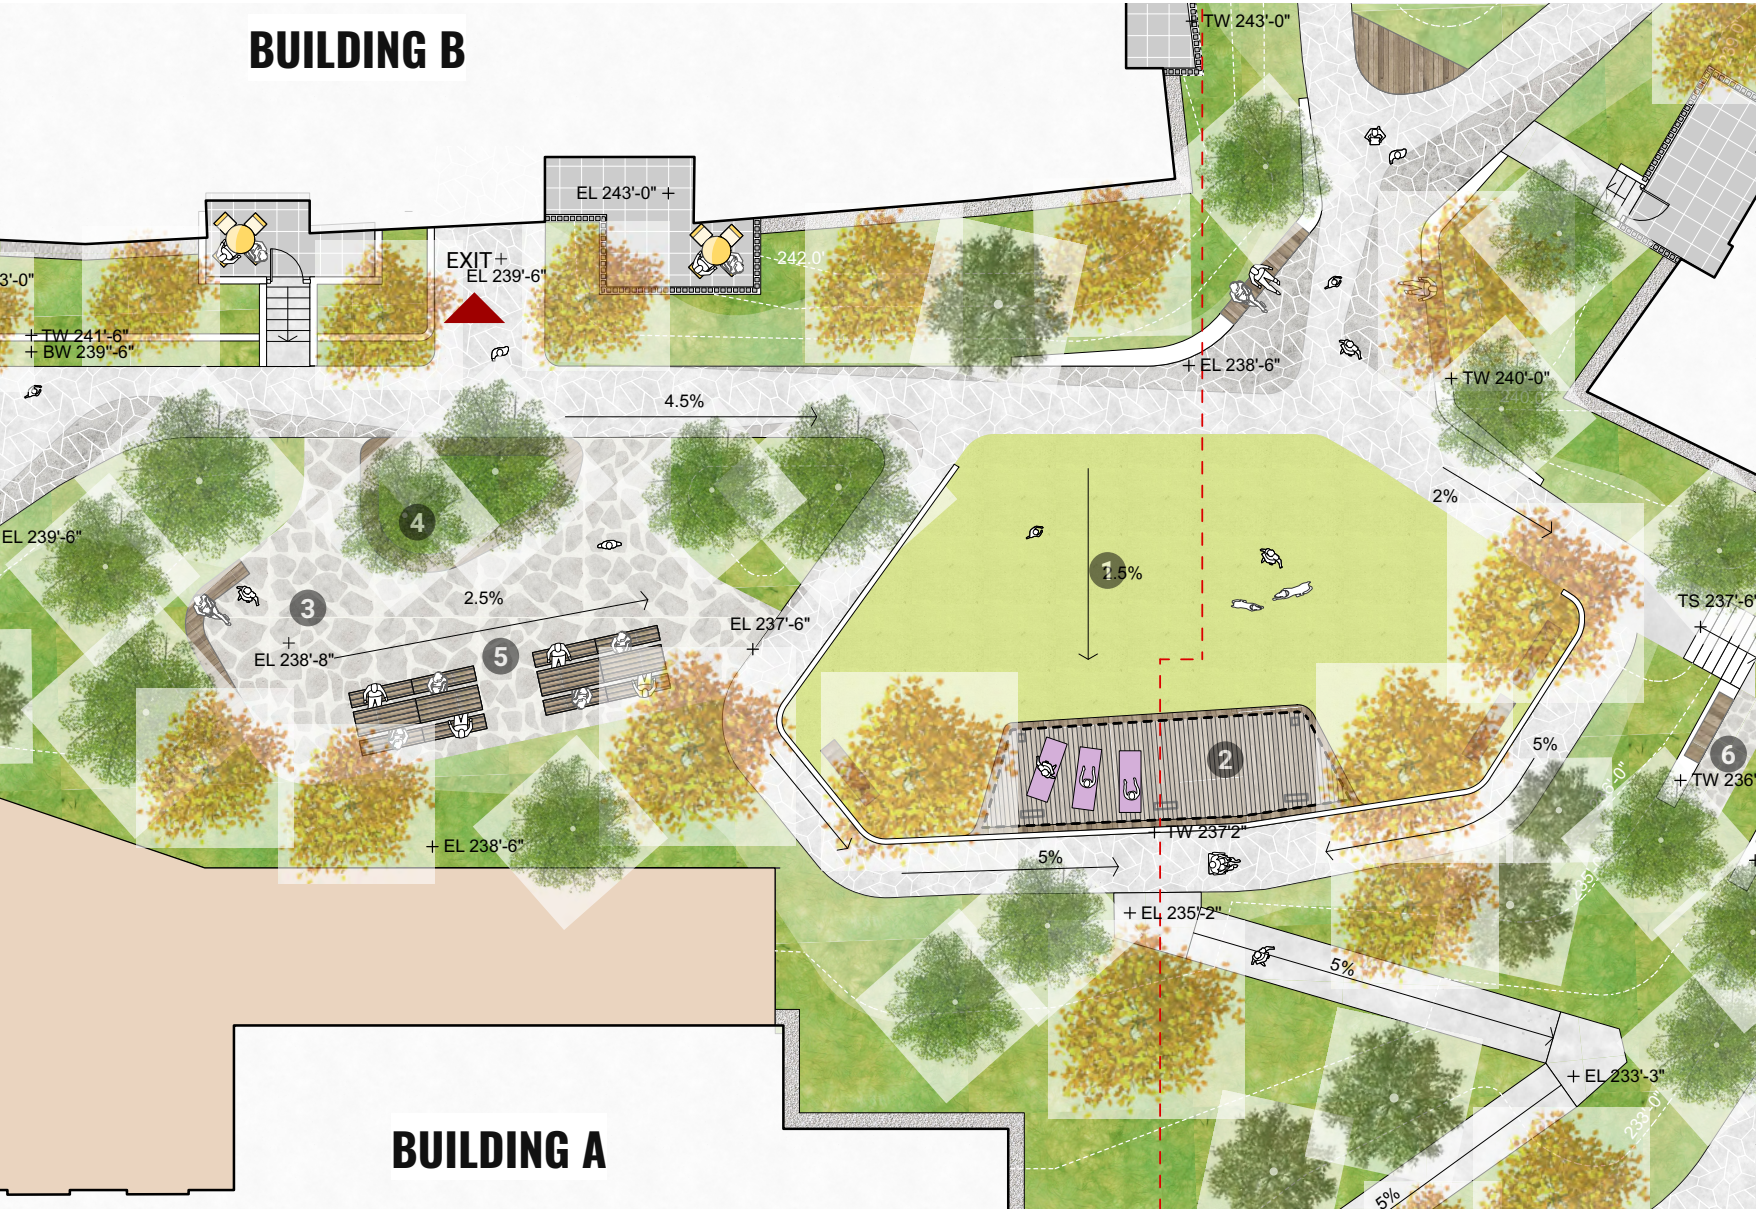 BUILDING B
TW 243'-0"
EL 243'-0"
EXIT
EL 239'-6"
242.0'
3'-0"
TW 241'-6"
BW 239"-6"
EL 238'-6"
TW 240'-0"
4.5%
2%
EL 239'-6"
4
1
2.5%
2.5%
3
5
EL 237'-6"
TS 237'-6"
EL 238'-8"
2
5%
6
TW 236'
TW 237'2"
EL 238'-6"
5%
EL 235'-2"
5%
EL 233'-3"
233'-0"
BUILDING A
5%